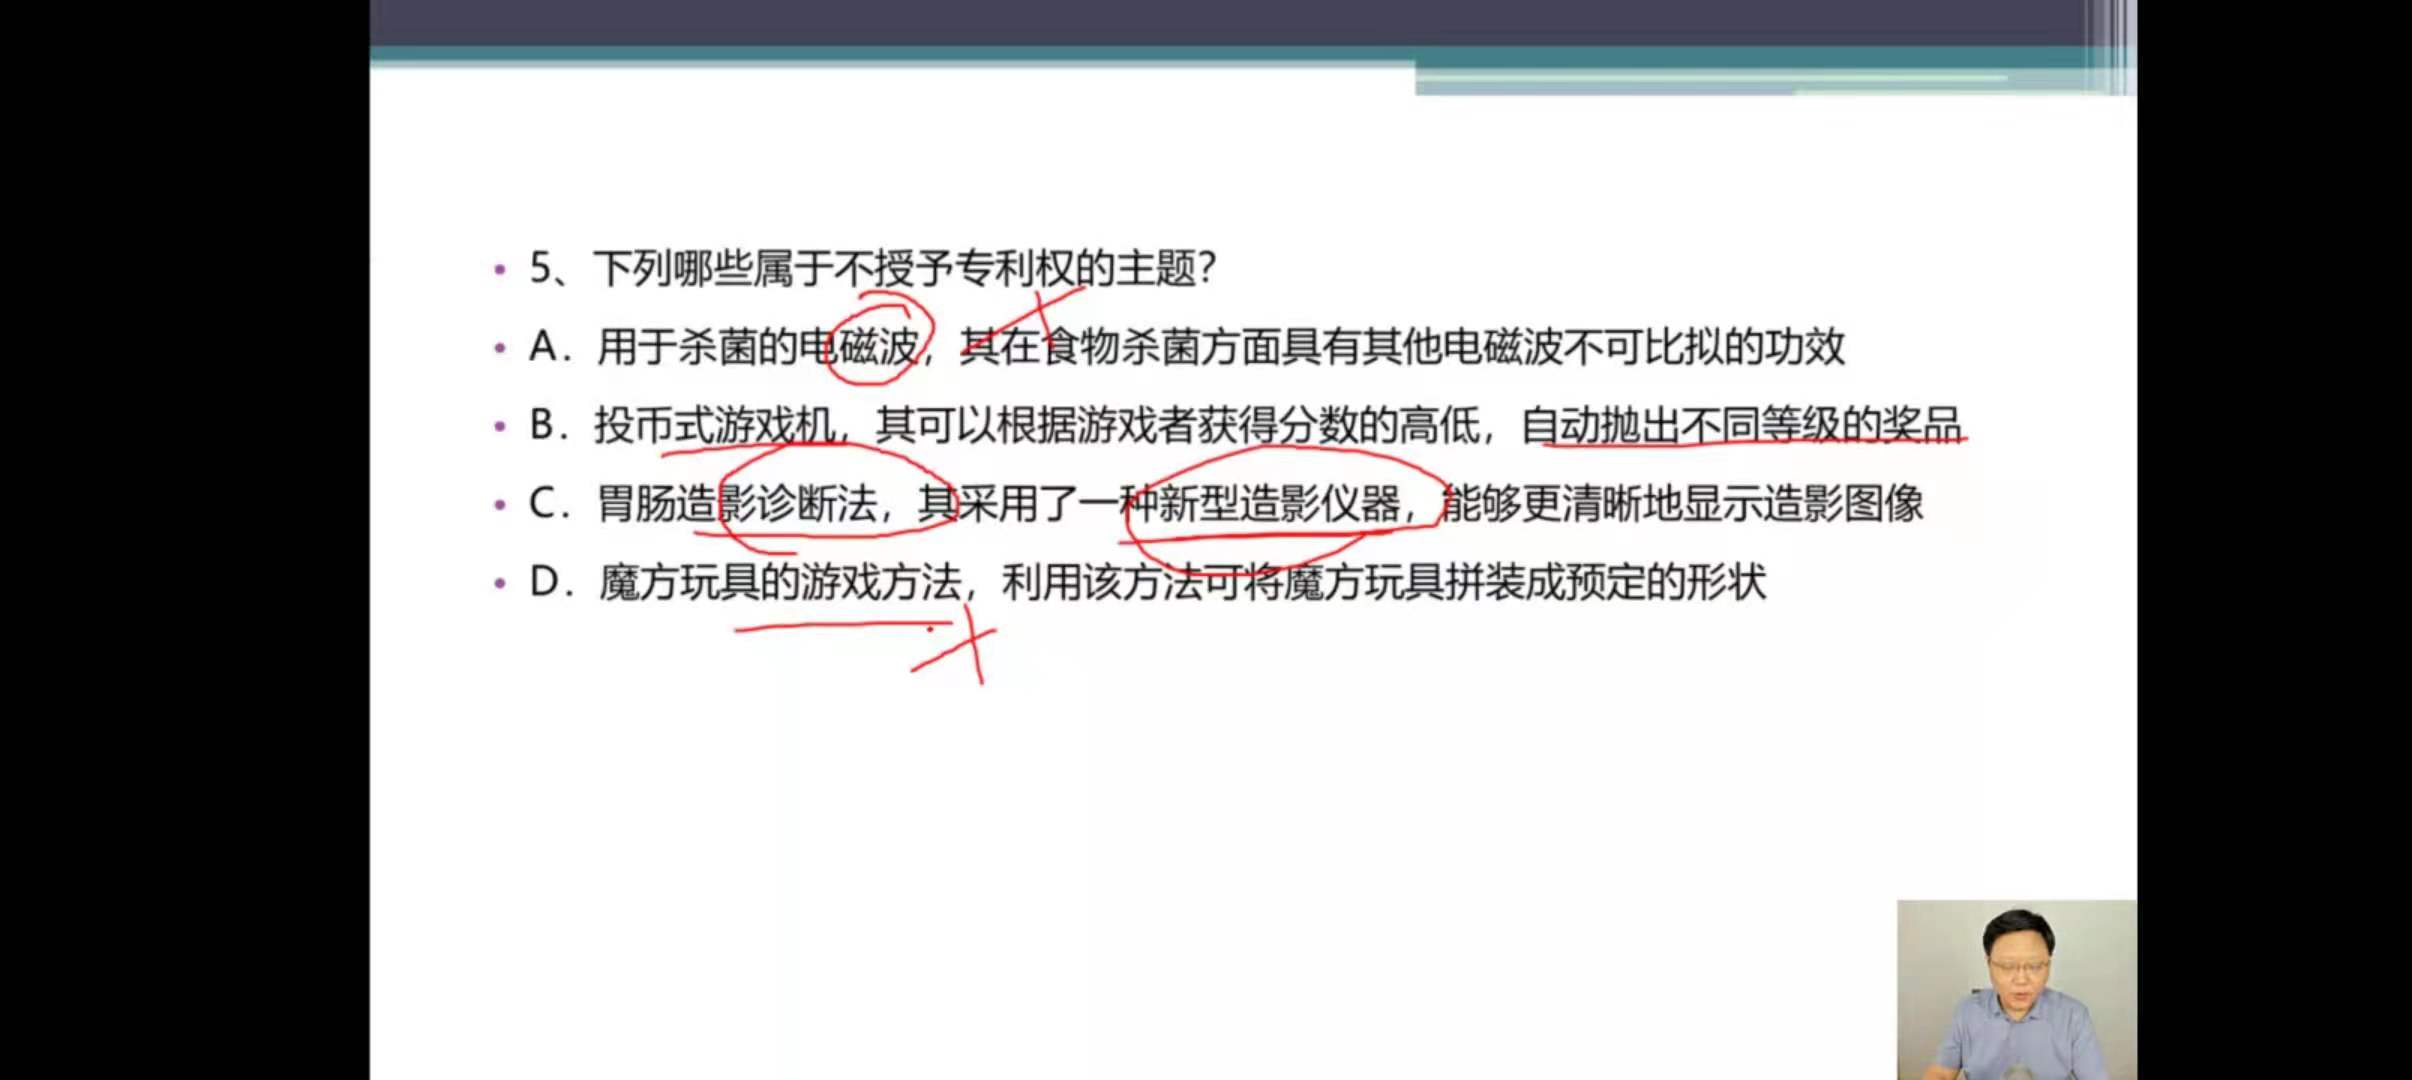 5、下列哪些属于不授予专利权的主题?
A. 用于杀菌的电磁波，其在食物杀菌方面具有其他电磁波不可比拟的功效
B. 投币式游戏机，其可以根据游戏者获得分数的高低，自动抛出不同等级的奖品
C. 胃肠造影诊断法，其采用了一种新型造影仪器，能够更清晰地显示造影图像
D. 魔方玩具的游戏方法，利用该方法可将魔方玩具拼装成预定的形状